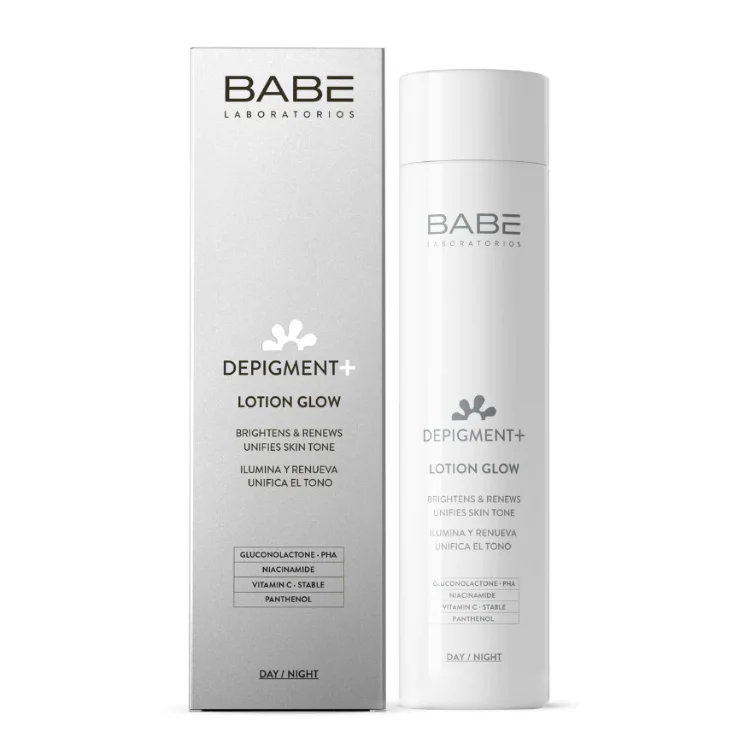 BABE
LABORATORIOS
DEPIGMENT+
LOTION GLOW
BRIGHTENS & RENEWS
UNIFIES SKIN TONE
ILUMINA Y RENUEVA
UNIFICA EL TONO
GLUCONOLACTONE - PHA
NIACINAMIDE
VITAMIN C - STABLE
PANTHENOL
DAY / NIGHT
BABE
LABORATORIOS
DEPIGMENT+
LOTION GLOW
BRIGHTENS & RENEWS
UNIFIES SKIN TONE
ILUMINA Y RENUEVA
UNIFICA EL TONO
GLUCONOLACTONE - PHA
NIACINAMIDE
VITAMIN C - STABLE
PANTHENOL
DAY / NIGHT